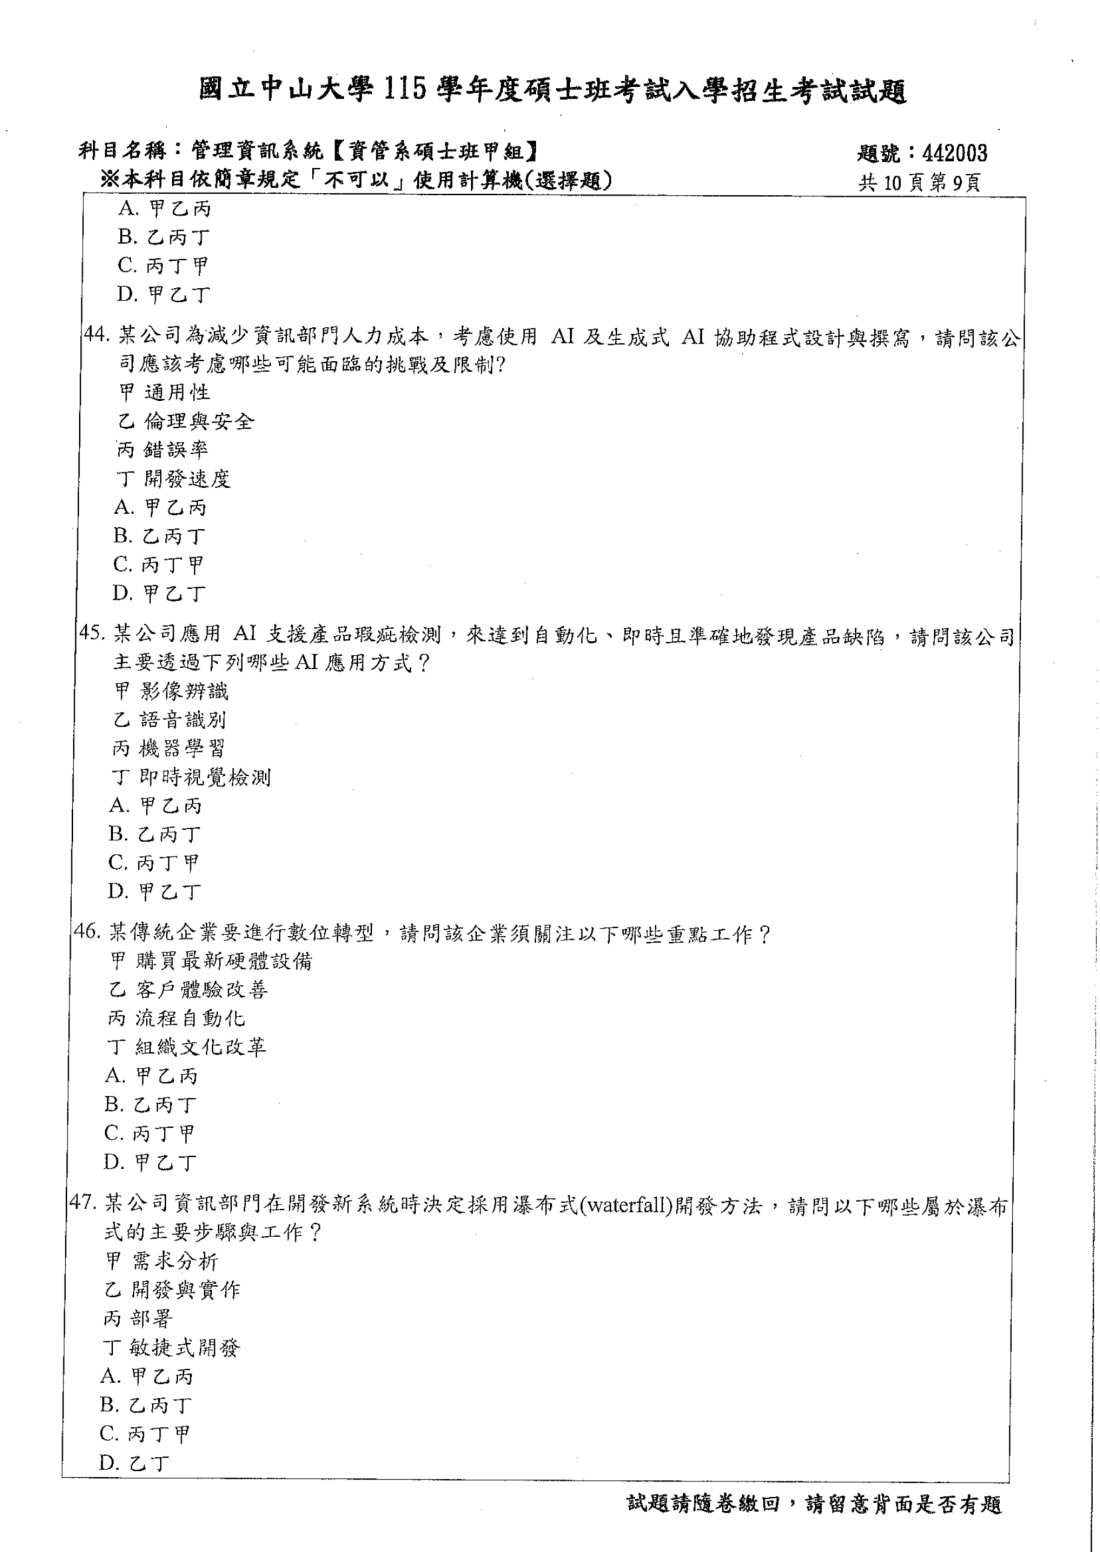 國立中山大學 115 學年度碩士班考試入學招生考試試題
科目名稱：管理資訊系統【資管系碩士班甲組】
題號：442003
※本科目依簡章規定「不可以」使用計算機(選擇題)
共 10 頁第 9 頁
A. 甲乙丙
B. 乙丙丁
C. 丙丁甲
D. 甲乙丁
44. 某公司為減少資訊部門人力成本，考慮使用 AI 及生成式 AI 協助程式設計與撰寫，請問該公
司應該考慮哪些可能面臨的挑戰及限制?
甲 通用性
乙 倫理與安全
丙 錯誤率
丁 開發速度
A. 甲乙丙
B. 乙丙丁
C. 丙丁甲
D. 甲乙丁
45. 某公司應用 AI 支援產品瑕疵檢測，來達到自動化、即時且準確地發現產品缺陷，請問該公司
主要透過下列哪些 AI 應用方式？
甲 影像辨識
乙 語音識別
丙 機器學習
丁 即時視覺檢測
A. 甲乙丙
B. 乙丙丁
C. 丙丁甲
D. 甲乙丁
46. 某傳統企業要進行數位轉型，請問該企業須關注以下哪些重點工作？
甲 購買最新硬體設備
乙 客戶體驗改善
丙 流程自動化
丁 組織文化改革
A. 甲乙丙
B. 乙丙丁
C. 丙丁甲
D. 甲乙丁
47. 某公司資訊部門在開發新系統時決定採用瀑布式(waterfall)開發方法，請問以下哪些屬於瀑布
式的主要步驟與工作？
甲 需求分析
乙 開發與實作
丙 部署
丁 敏捷式開發
A. 甲乙丙
B. 乙丙丁
C. 丙丁甲
D. 乙丁
試題請隨卷繳回，請留意背面是否有題